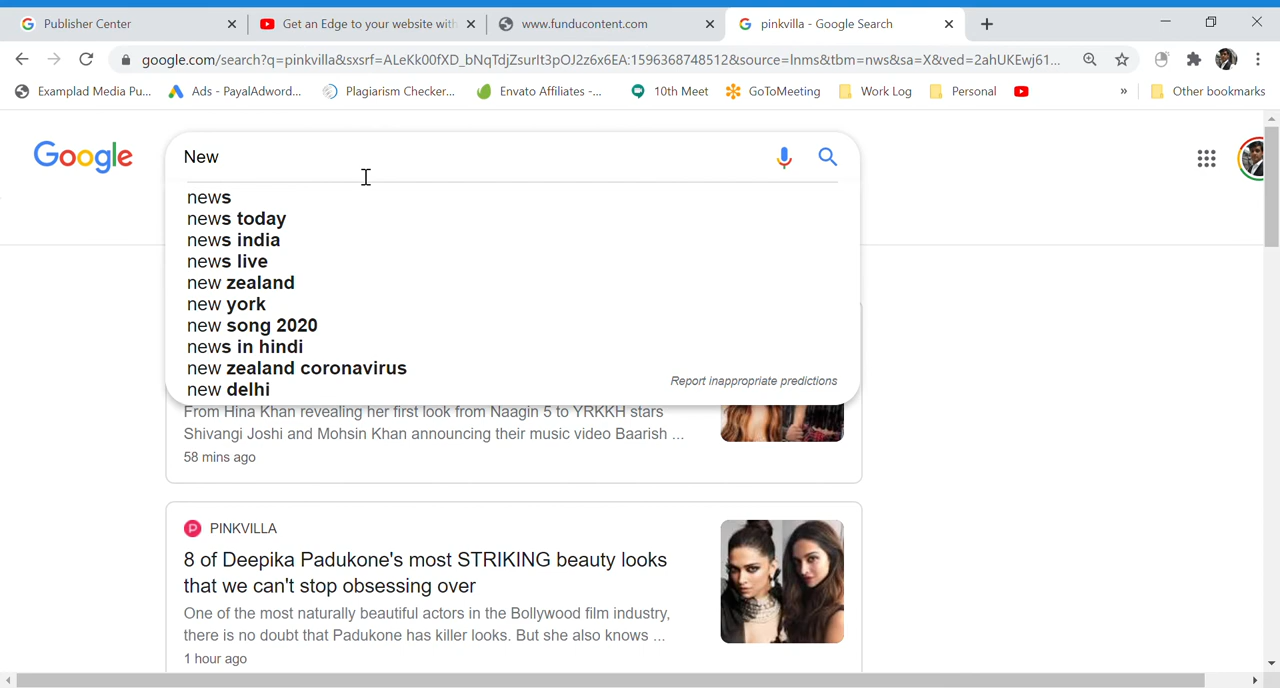 Publisher Center
Get an Edge to your website with
www.funducontent.com
pinkvilla - Google Search
google.com/search?q=pinkvilla&sxsrf=ALeKk00fXD_bNqTdjZsurIt3pOJ2z6x6EA:1596368748512&source=lnms&tbm=nws&sa=X&ved=2ahUKEwj61...
Examplad Media Pu...
Ads - PayalAdword...
Plagiarism Checker...
Envato Affiliates -...
10th Meet
GoToMeeting
Work Log
Personal
»
Other bookmarks
Google
New
news
news today
news india
news live
new zealand
new york
new song 2020
news in hindi
new zealand coronavirus
new delhi
Report inappropriate predictions
From Hina Khan revealing her first look from Naagin 5 to YRKKH stars
Shivangi Joshi and Mohsin Khan announcing their music video Baarish ...
58 mins ago
P PINKVILLA
8 of Deepika Padukone's most STRIKING beauty looks
that we can't stop obsessing over
One of the most naturally beautiful actors in the Bollywood film industry,
there is no doubt that Padukone has killer looks. But she also knows ...
1 hour ago